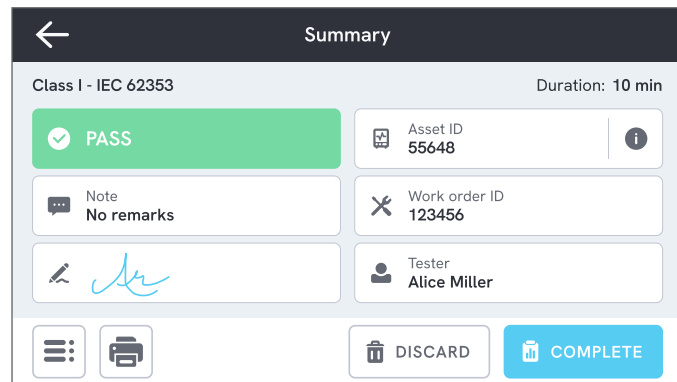 Summary
Class I - IEC 62353
Duration: 10 min
PASS
Asset ID
55648
Note
No remarks
Work order ID
123456
Tester
Alice Miller
DISCARD
COMPLETE